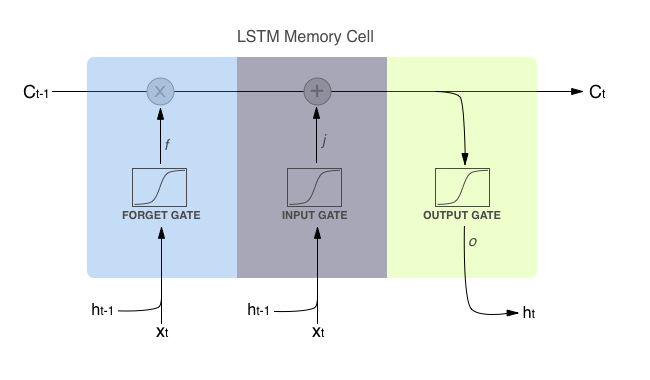 LSTM Memory Cell
Ct-1
x
+
Ct
f
j
FORGET GATE
INPUT GATE
OUTPUT GATE
o
ht-1
ht-1
ht
xt
xt